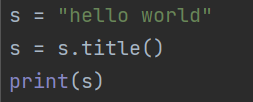 s = "hello world"
s = s.title()
print(s)